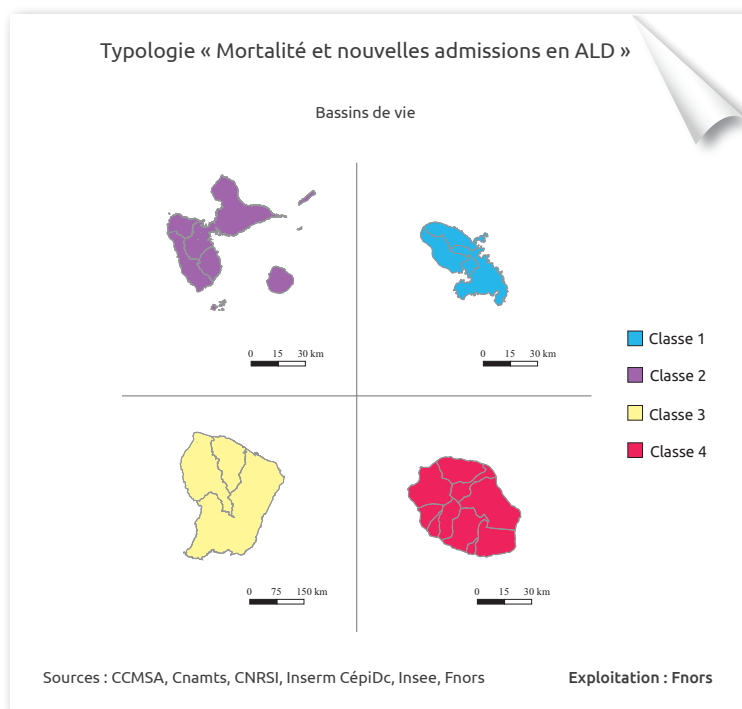 Typologie « Mortalité et nouvelles admissions en ALD »
Bassins de vie
0 15 30 km
0 15 30 km
Classe 1
Classe 2
Classe 3
Classe 4
0 75 150 km
0 15 30 km
Sources : CCMSA, Cnamts, CNRSI, Inserm CépiDc, Insee, Fnors
Exploitation : Fnors